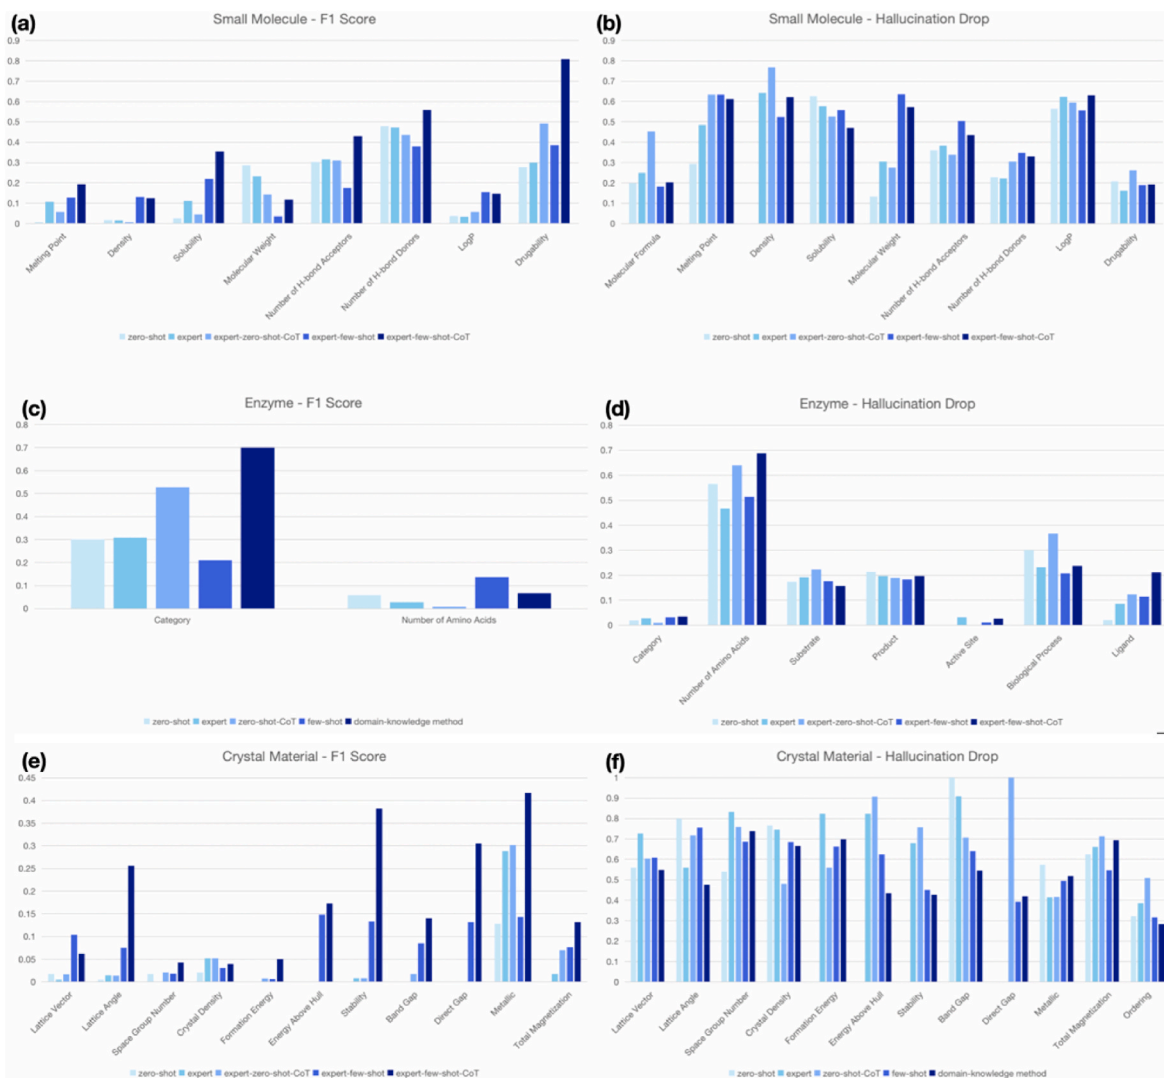 (a)
Small Molecule - F1 Score
0.9
0.8
0.7
0.6
0.5
0.4
0.3
0.2
0.1
0
Melting Point
Density
Solubility
Molecular Weight
Number of H-bond Acceptors
Number of H-bond Donors
LogP
Drugability
zero-shot expert expert-zero-shot-CoT expert-few-shot expert-few-shot-CoT
(b)
Small Molecule - Hallucination Drop
0.9
0.8
0.7
0.6
0.5
0.4
0.3
0.2
0.1
0
Molecular Formula
Melting Point
Density
Solubility
Molecular Weight
Number of H-bond Acceptors
Number of H-bond Donors
LogP
Drugability
zero-shot expert expert-zero-shot-CoT expert-few-shot expert-few-shot-CoT
(c)
Enzyme - F1 Score
0.8
0.7
0.6
0.5
0.4
0.3
0.2
0.1
0
Category
Number of Amino Acids
zero-shot expert zero-shot-CoT few-shot domain-knowledge method
(d)
Enzyme - Hallucination Drop
0.8
0.7
0.6
0.5
0.4
0.3
0.2
0.1
0
Category
Number of Amino Acids
Substrate
Product
Active Site
Biological Process
Ligand
zero-shot expert expert-zero-shot-CoT expert-few-shot expert-few-shot-CoT
(e)
Crystal Material - F1 Score
0.45
0.4
0.35
0.3
0.25
0.2
0.15
0.1
0.05
0
Lattice Vector
Lattice Angle
Space Group Number
Crystal Density
Formation Energy
Energy Above Hull
Stability
Band Gap
Direct Gap
Metallic
Total Magnetization
zero-shot expert expert-zero-shot-CoT expert-few-shot expert-few-shot-CoT
(f)
Crystal Material - Hallucination Drop
1
0.9
0.8
0.7
0.6
0.5
0.4
0.3
0.2
0.1
0
Lattice Vector
Lattice Angle
Space Group Number
Crystal Density
Formation Energy
Energy Above Hull
Stability
Band Gap
Direct Gap
Metallic
Total Magnetization
Ordering
zero-shot expert zero-shot-CoT few-shot domain-knowledge method